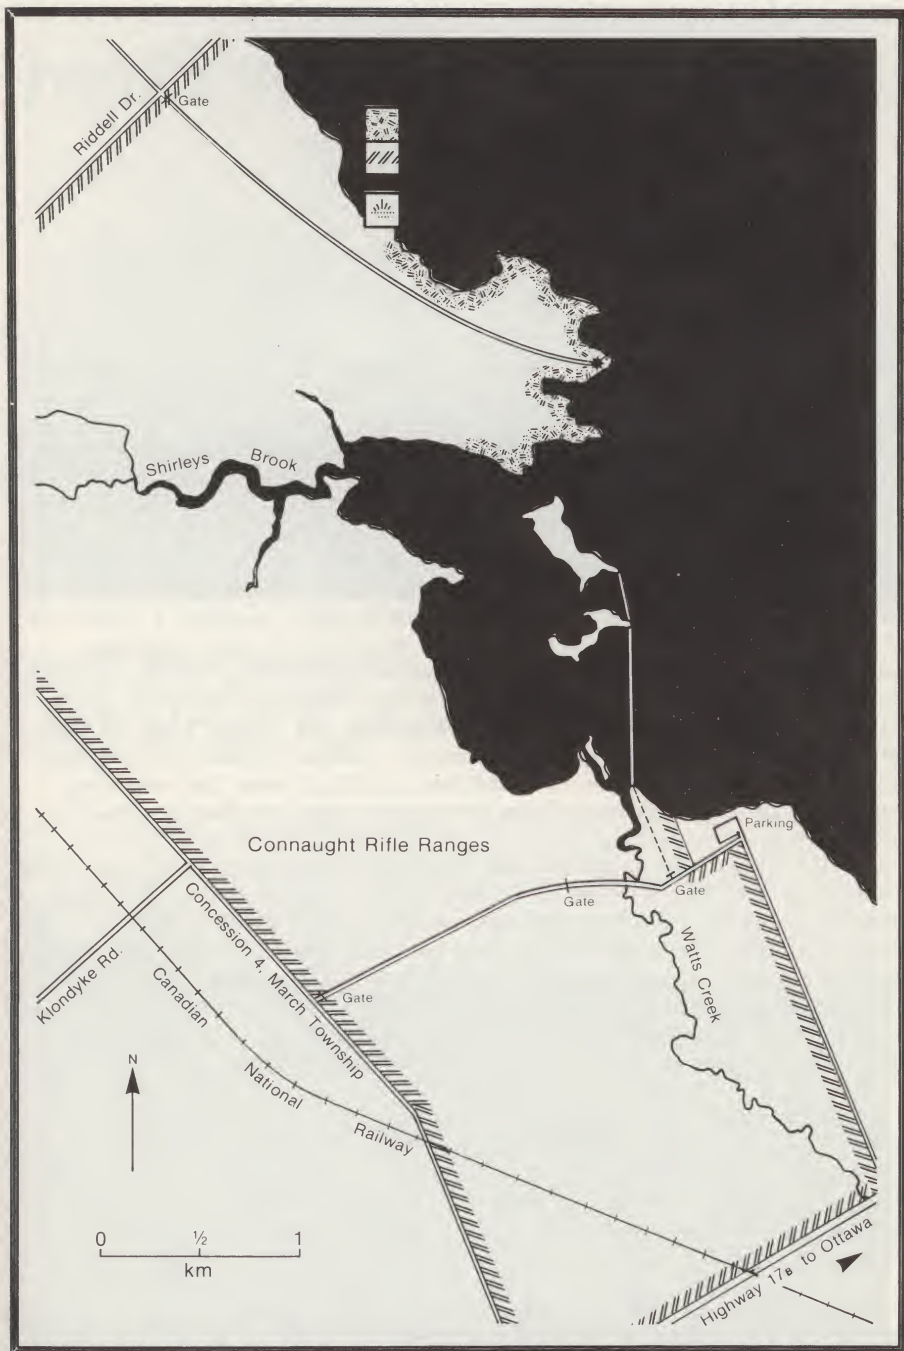 Riddell Dr.
Gate
Shirleys Brook
Parking
Connaught Rifle Ranges
Gate
Gate
Watts Creek
Klondyke Rd.
Concession 4, March Township
Gate
Canadian National Railway
N
0 ½ 1
km
Highway 17B to Ottawa